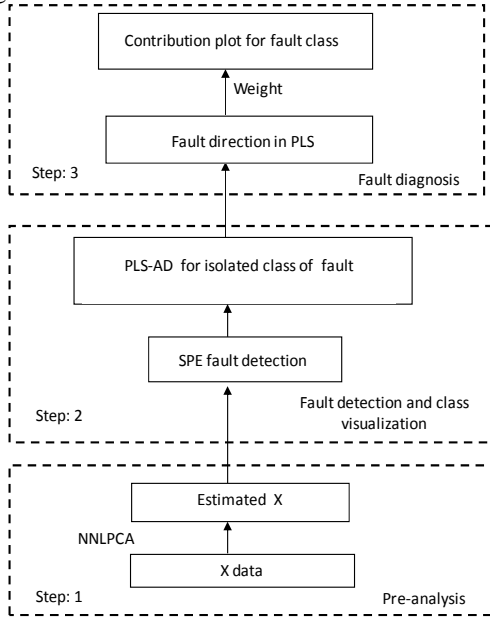 Contribution plot for fault class
Weight
Fault direction in PLS
Step: 3
Fault diagnosis
PLS-AD for isolated class of fault
SPE fault detection
Step: 2
Fault detection and class
visualization
Estimated X
NNLPCA
X data
Step: 1
Pre-analysis